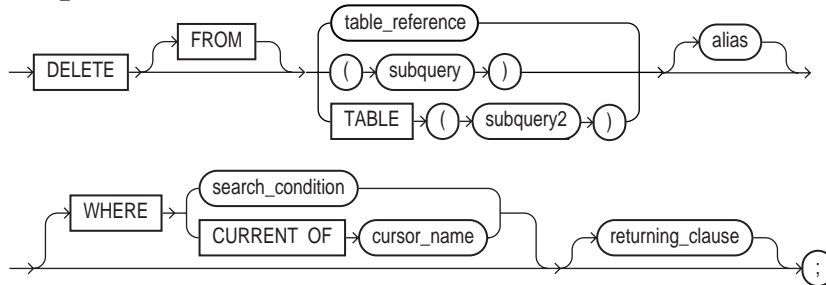 table_reference
FROM alias
DELETE ( subquery )
TABLE ( subquery2 )
search_condition
WHERE returning_clause
CURRENT OF cursor_name
;